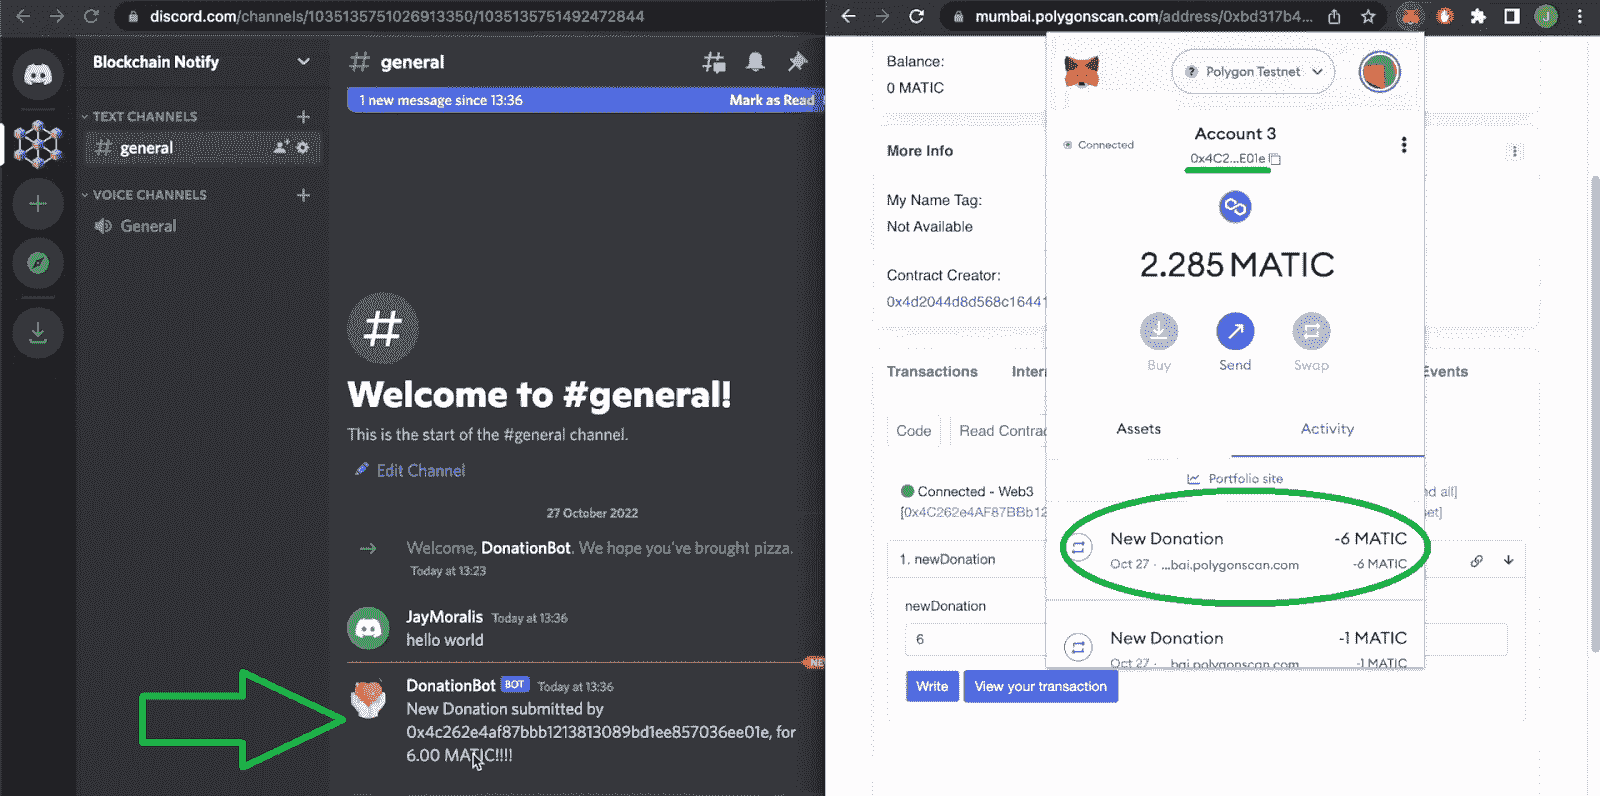 discord.com/channels/1035135751026913350/1035135751492472844
Blockchain Notify
TEXT CHANNELS
general
VOICE CHANNELS
General
# general
1 new message since 13:36 Mark as Read
#
Welcome to #general!
This is the start of the #general channel.
Edit Channel
27 October 2022
Welcome, DonationBot. We hope you've brought pizza.
Today at 13:23
JayMoralis Today at 13:36
hello world
NE
DonationBot BOT Today at 13:36
New Donation submitted by
0x4c262e4af87bbb1213813089bd1ee857036ee01e, for
6.00 MATIC!!!!
mumbai.polygonscan.com/address/0xbd317b4...
J
Balance:
0 MATIC
More Info
My Name Tag:
Not Available
Contract Creator:
0x4d2044d8d568c16441
Transactions Inter Events
Code Read Contrac
Connected - Web3
[0x4C262e4AF87BBb12
1. newDonation
newDonation
6
Write View your transaction
? Polygon Testnet
Connected
Account 3
0x4C2...E01e
2.285 MATIC
Buy Send Swap
Assets Activity
Portfolio site
New Donation -6 MATIC
Oct 27 · ...bai.polygonscan.com -6 MATIC
New Donation -1 MATIC
Oct 27 · ...bai.polygonscan.com -1 MATIC